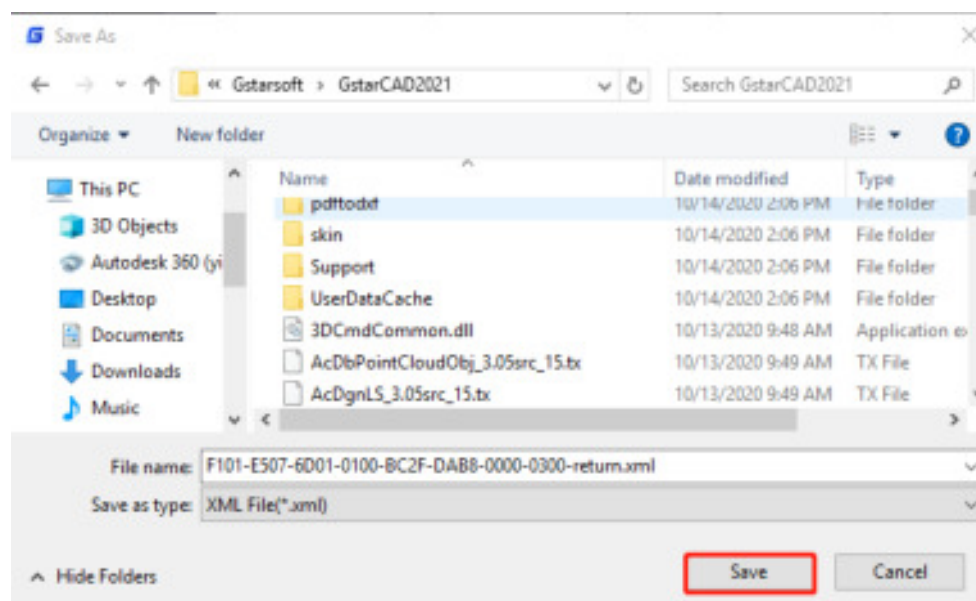 Save As
« Gstarsoft › GstarCAD2021
Search GstarCAD2021
Organize
New folder
Name Date modified Type
This PC
3D Objects
Autodesk 360 (yi
Desktop
Documents
Downloads
Music
pdftodxf 10/14/2020 2:06 PM File folder
skin 10/14/2020 2:06 PM File folder
Support 10/14/2020 2:06 PM File folder
UserDataCache 10/14/2020 2:06 PM File folder
3DCmdCommon.dll 10/13/2020 9:48 AM Application ex
AcDbPointCloudObj_3.05src_15.tx 10/13/2020 9:49 AM TX File
AcDgnLS_3.05src_15.tx 10/13/2020 9:49 AM TX File
File name: F101-E507-6D01-0100-BC2F-DAB8-0000-0300-return.xml
Save as type: XML File(*.xml)
Hide Folders
Save
Cancel